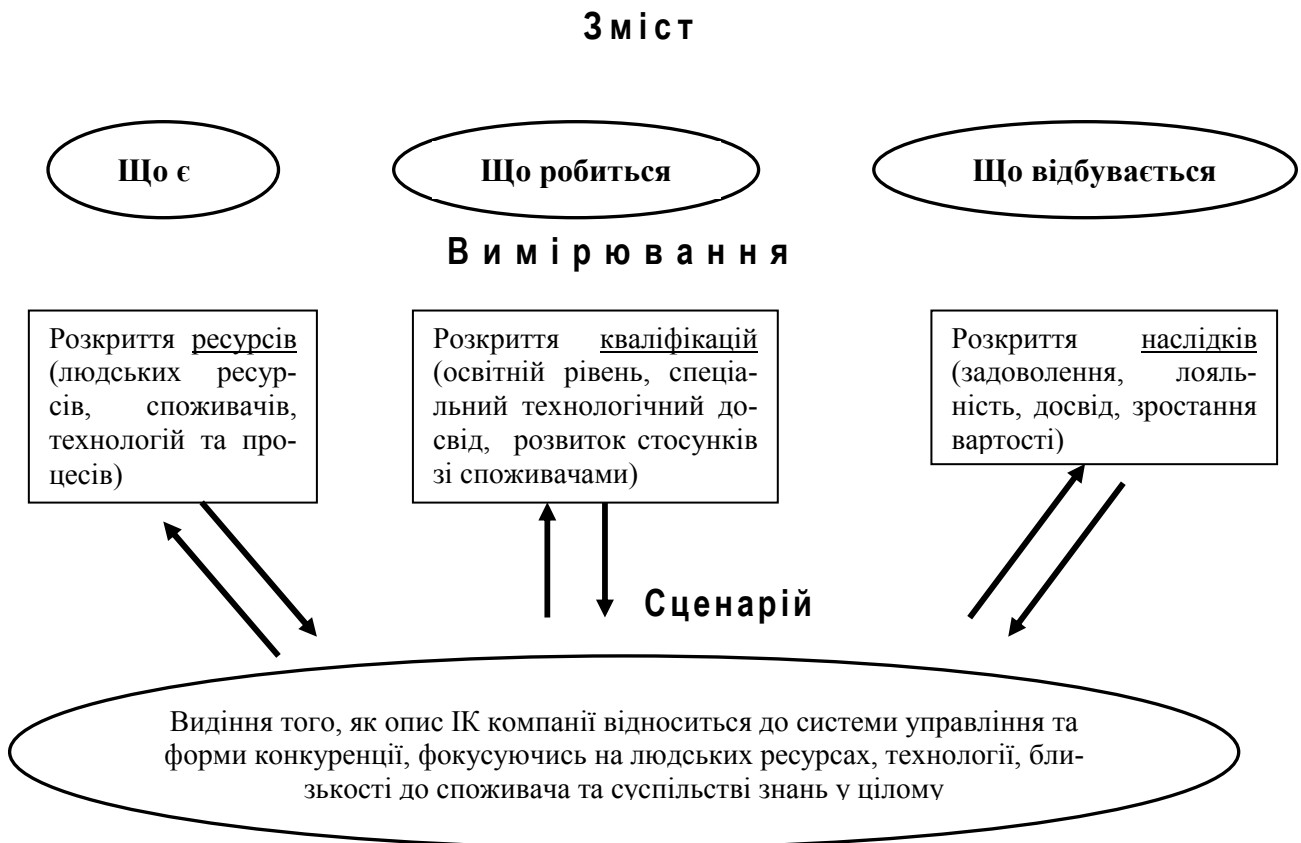 Зміст
Що є
Що робиться
Що відбувається
Вимірювання
Розкриття ресурсів
(людських ресур-
сів, споживачів,
технологій та про-
цесів)
Розкриття кваліфікацій
(освітній рівень, спеціа-
льний технологічний до-
свід, розвиток стосунків
зі споживачами)
Розкриття наслідків
(задоволення, лояль-
ність, досвід, зростання
вартості)
Сценарій
Видіння того, як опис ІК компанії відноситься до системи управління та
форми конкуренції, фокусуючись на людських ресурсах, технології, бли-
зькості до споживача та суспільстві знань у цілому